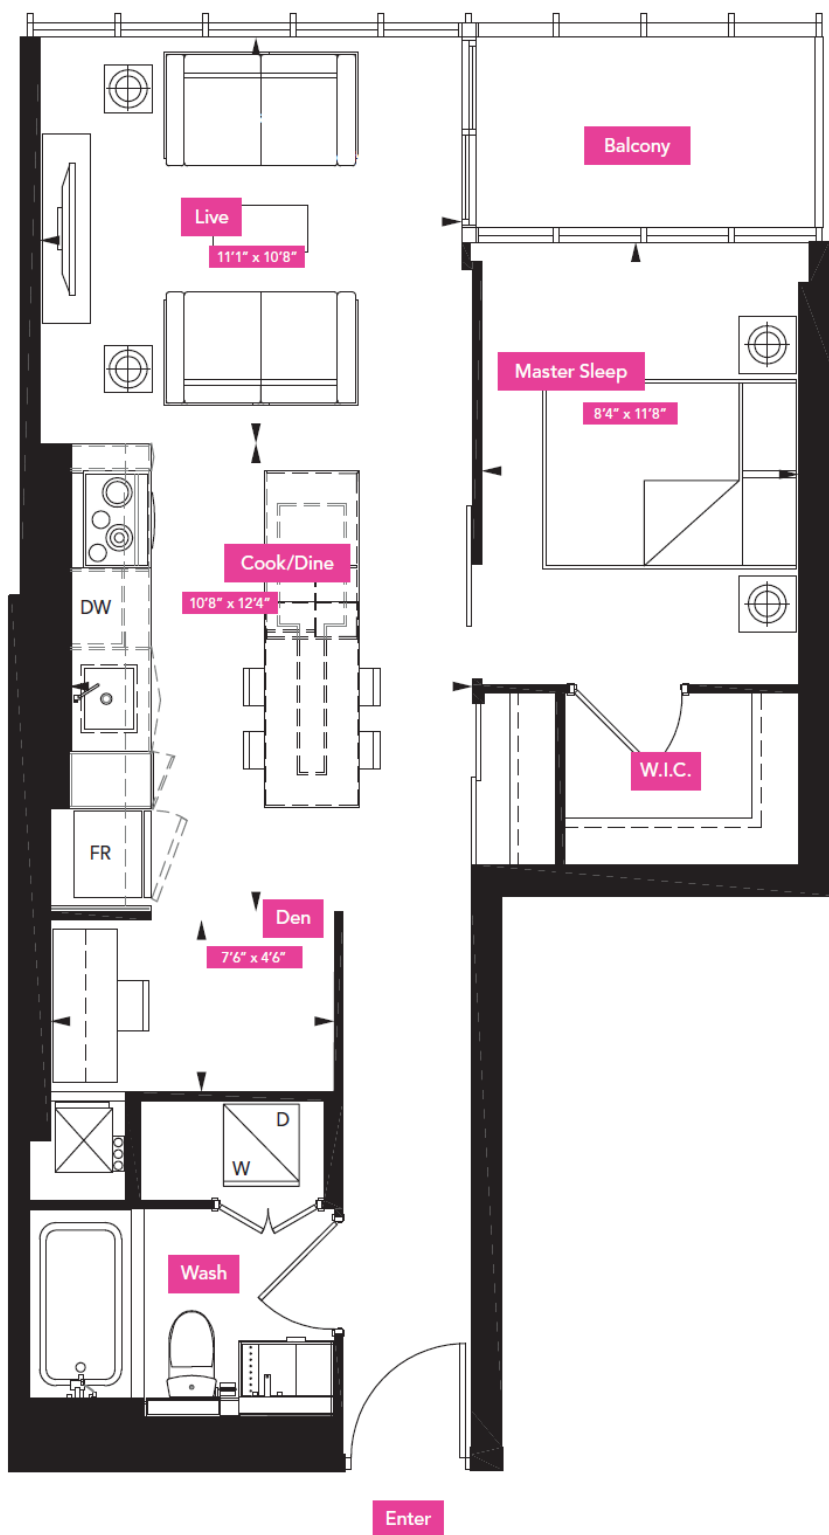 Balcony
Live
11'1" x 10'8"
Master Sleep
8'4" x 11'8"
Cook/Dine
10'8" x 12'4"
DW
W.I.C.
FR
Den
7'6" x 4'6"
D
W
Wash
Enter